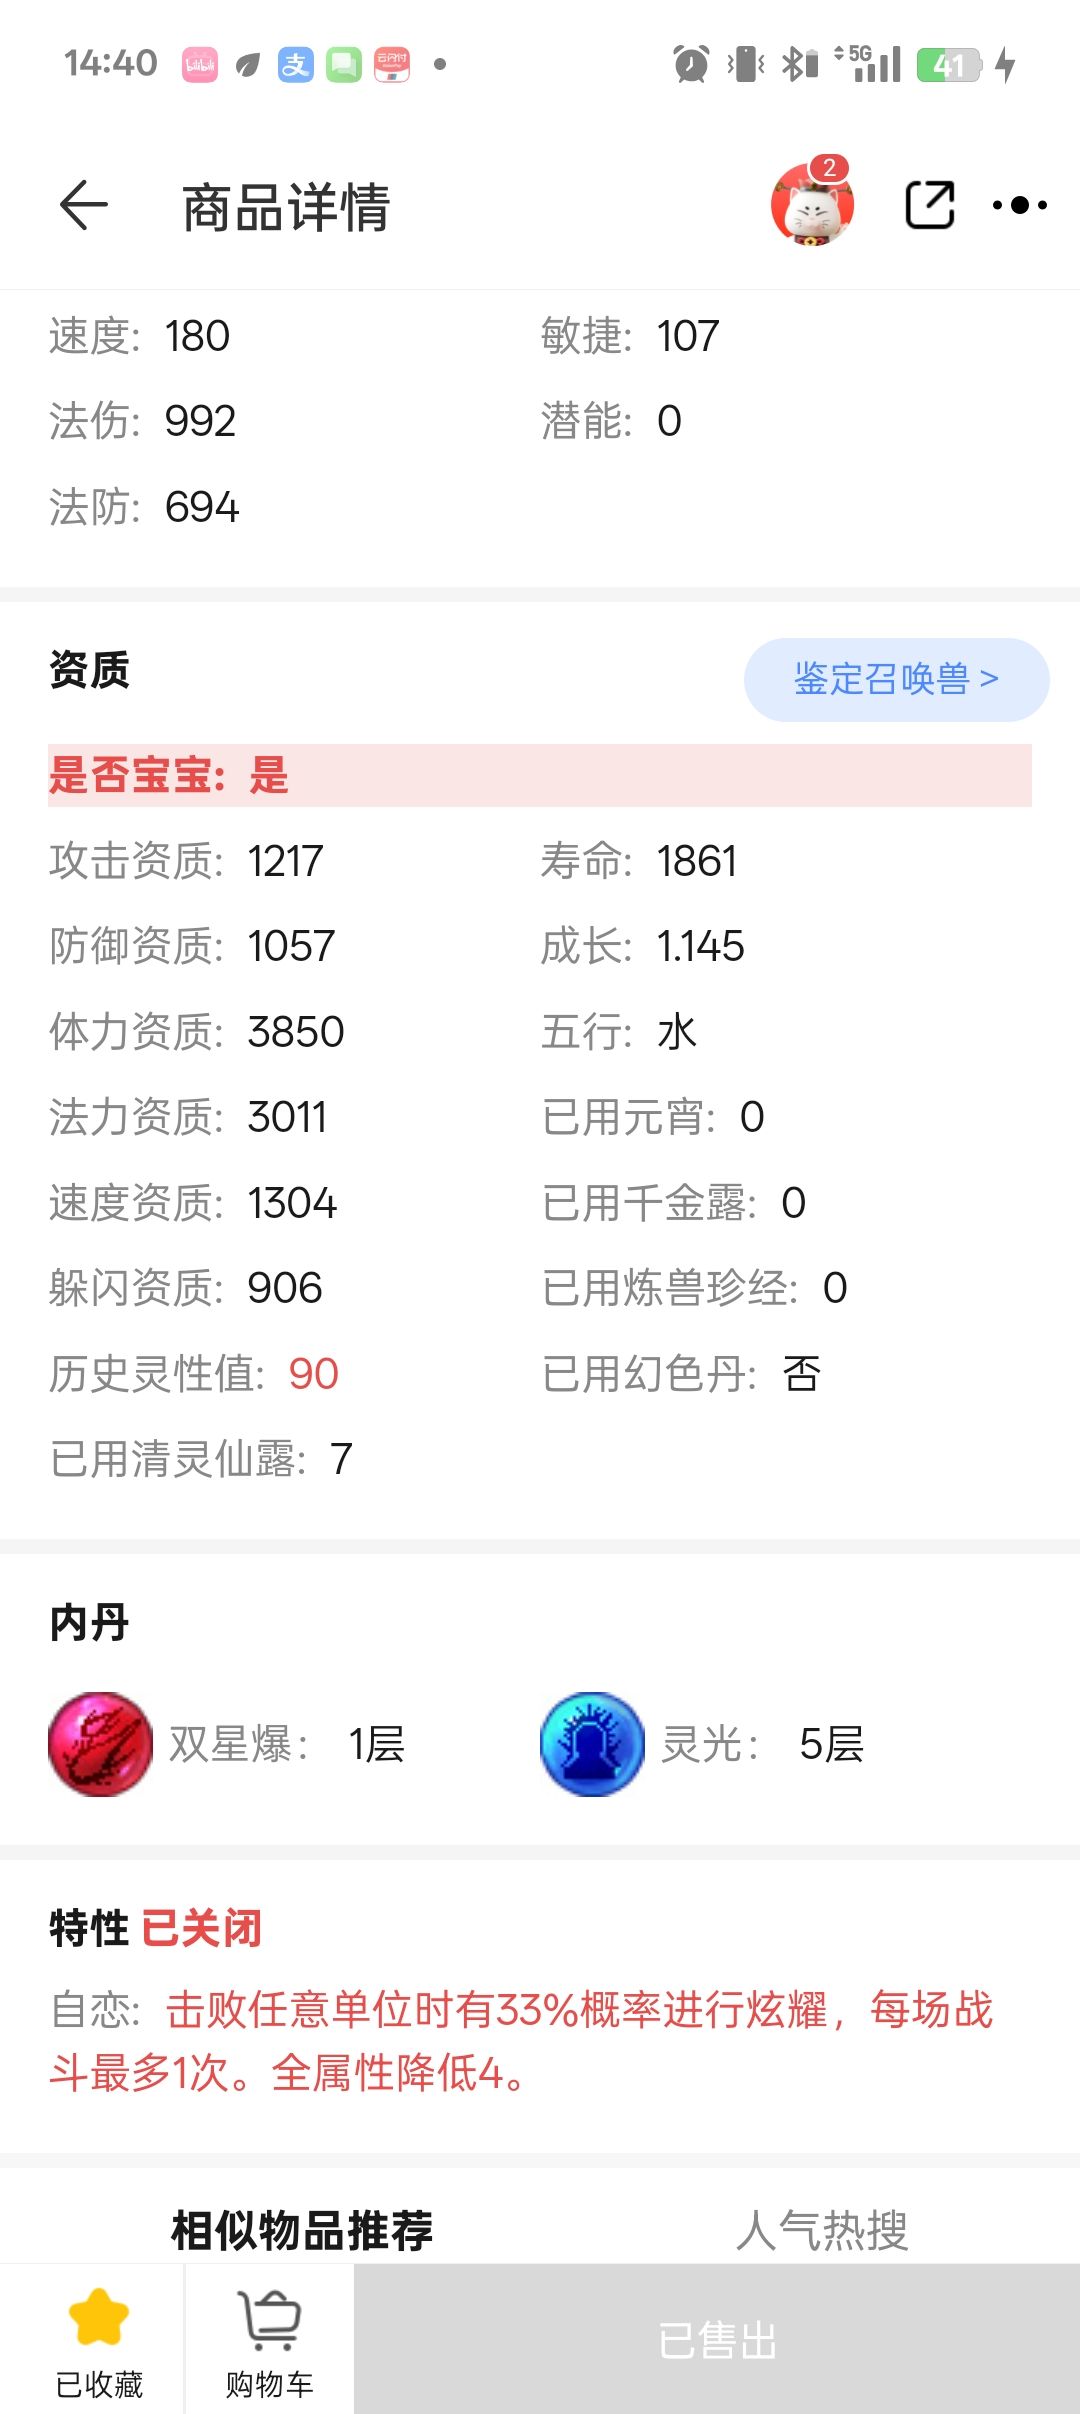 14:40 bilibili 支 云闪付 5G 41
商品详情 2
速度: 180 敏捷: 107
法伤: 992 潜能: 0
法防: 694
资质 鉴定召唤兽 >
是否宝宝: 是
攻击资质: 1217 寿命: 1861
防御资质: 1057 成长: 1.145
体力资质: 3850 五行: 水
法力资质: 3011 已用元宵: 0
速度资质: 1304 已用千金露: 0
躲闪资质: 906 已用炼兽珍经: 0
历史灵性值: 90 已用幻色丹: 否
已用清灵仙露: 7
内丹
双星爆: 1层 灵光: 5层
特性 已关闭
自恋: 击败任意单位时有33%概率进行炫耀，每场战
斗最多1次。全属性降低4。
相似物品推荐 人气热搜
已收藏 购物车 已售出